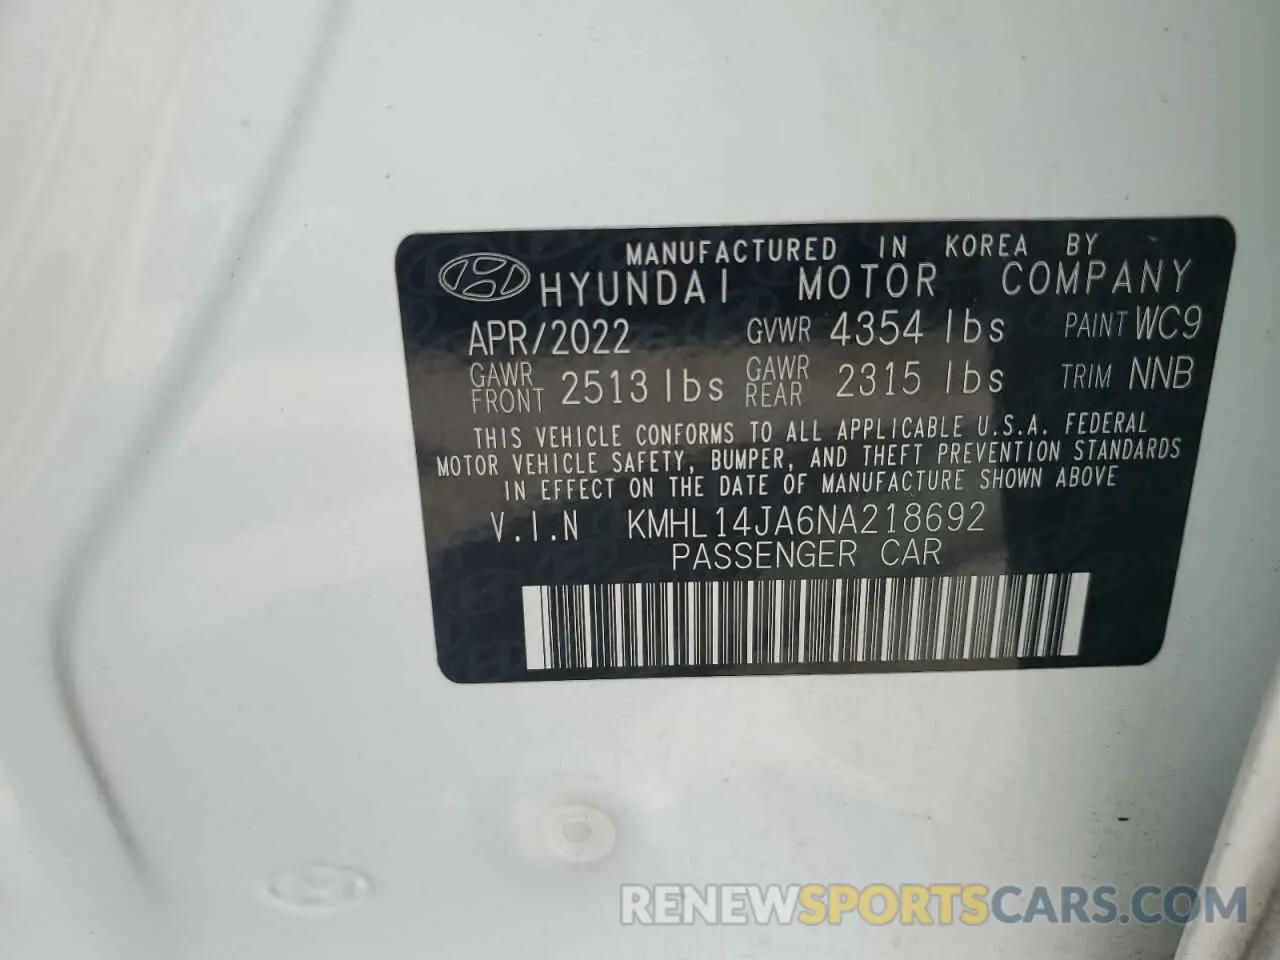 MANUFACTURED IN KOREA BY
HYUNDAI MOTOR COMPANY
APR/2022 GVWR 4354 lbs PAINT WC9
GAWR FRONT 2513 lbs GAWR REAR 2315 lbs TRIM NNB
THIS VEHICLE CONFORMS TO ALL APPLICABLE U.S.A. FEDERAL
MOTOR VEHICLE SAFETY, BUMPER, AND THEFT PREVENTION STANDARDS
IN EFFECT ON THE DATE OF MANUFACTURE SHOWN ABOVE
V.I.N KMHL14JA6NA218692
PASSENGER CAR
RENEWSPORTSCARS.COM